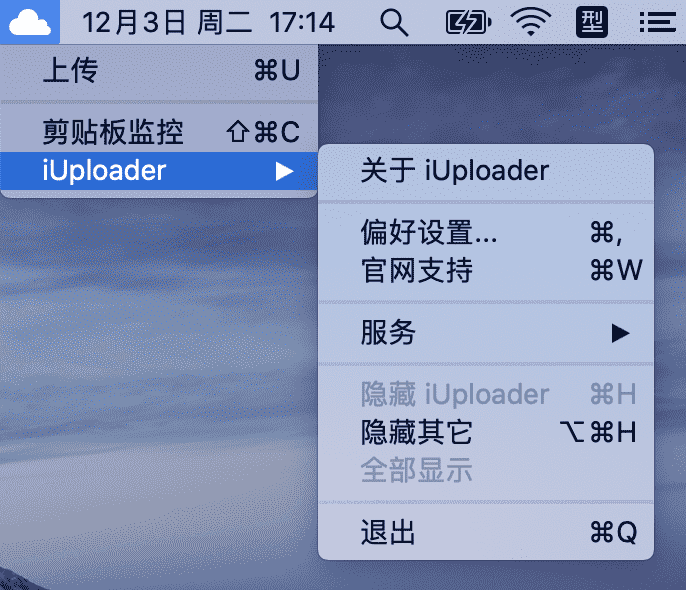 12月3日 周二 17:14 型
上传 ⌘U
剪贴板监控 ⇧⌘C
iUploader ▶
关于 iUploader
偏好设置... ⌘,
官网支持 ⌘W
服务 ▶
隐藏 iUploader ⌘H
隐藏其它 ⌥⌘H
全部显示
退出 ⌘Q